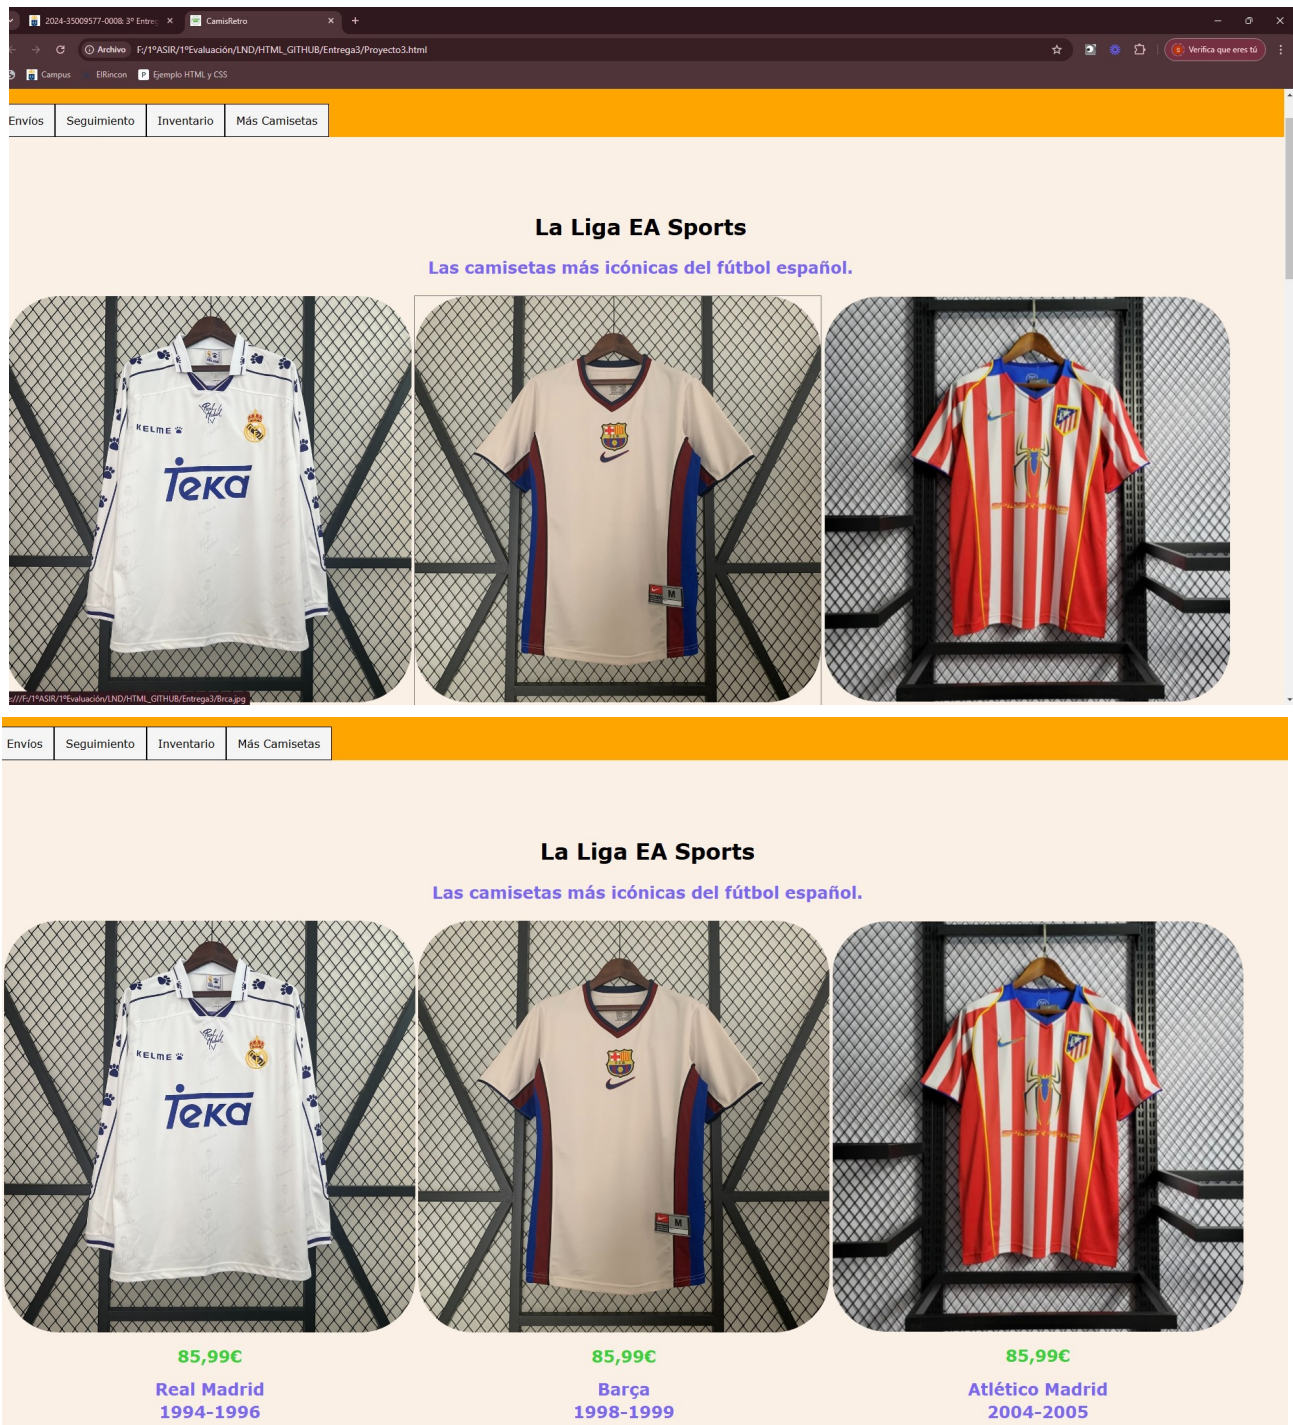 2024-35009577-0008: 3º Entreg
CamisRetro
Archivo
F:/1ºASIR/1ºEvaluación/LND/HTML_GITHUB/Entrega3/Proyecto3.html
Verifica que eres tú
Campus
ElRincon
P Ejemplo HTML y CSS
Envíos
Seguimiento
Inventario
Más Camisetas
La Liga EA Sports
Las camisetas más icónicas del fútbol español.
KELME
Teka
M
///F:/1ºASIR/1ºEvaluación/LND/HTML_GITHUB/Entrega3/Brca.jpg
Envíos
Seguimiento
Inventario
Más Camisetas
La Liga EA Sports
Las camisetas más icónicas del fútbol español.
KELME
Teka
M
85,99€
85,99€
85,99€
Real Madrid
1994-1996
Barça
1998-1999
Atlético Madrid
2004-2005